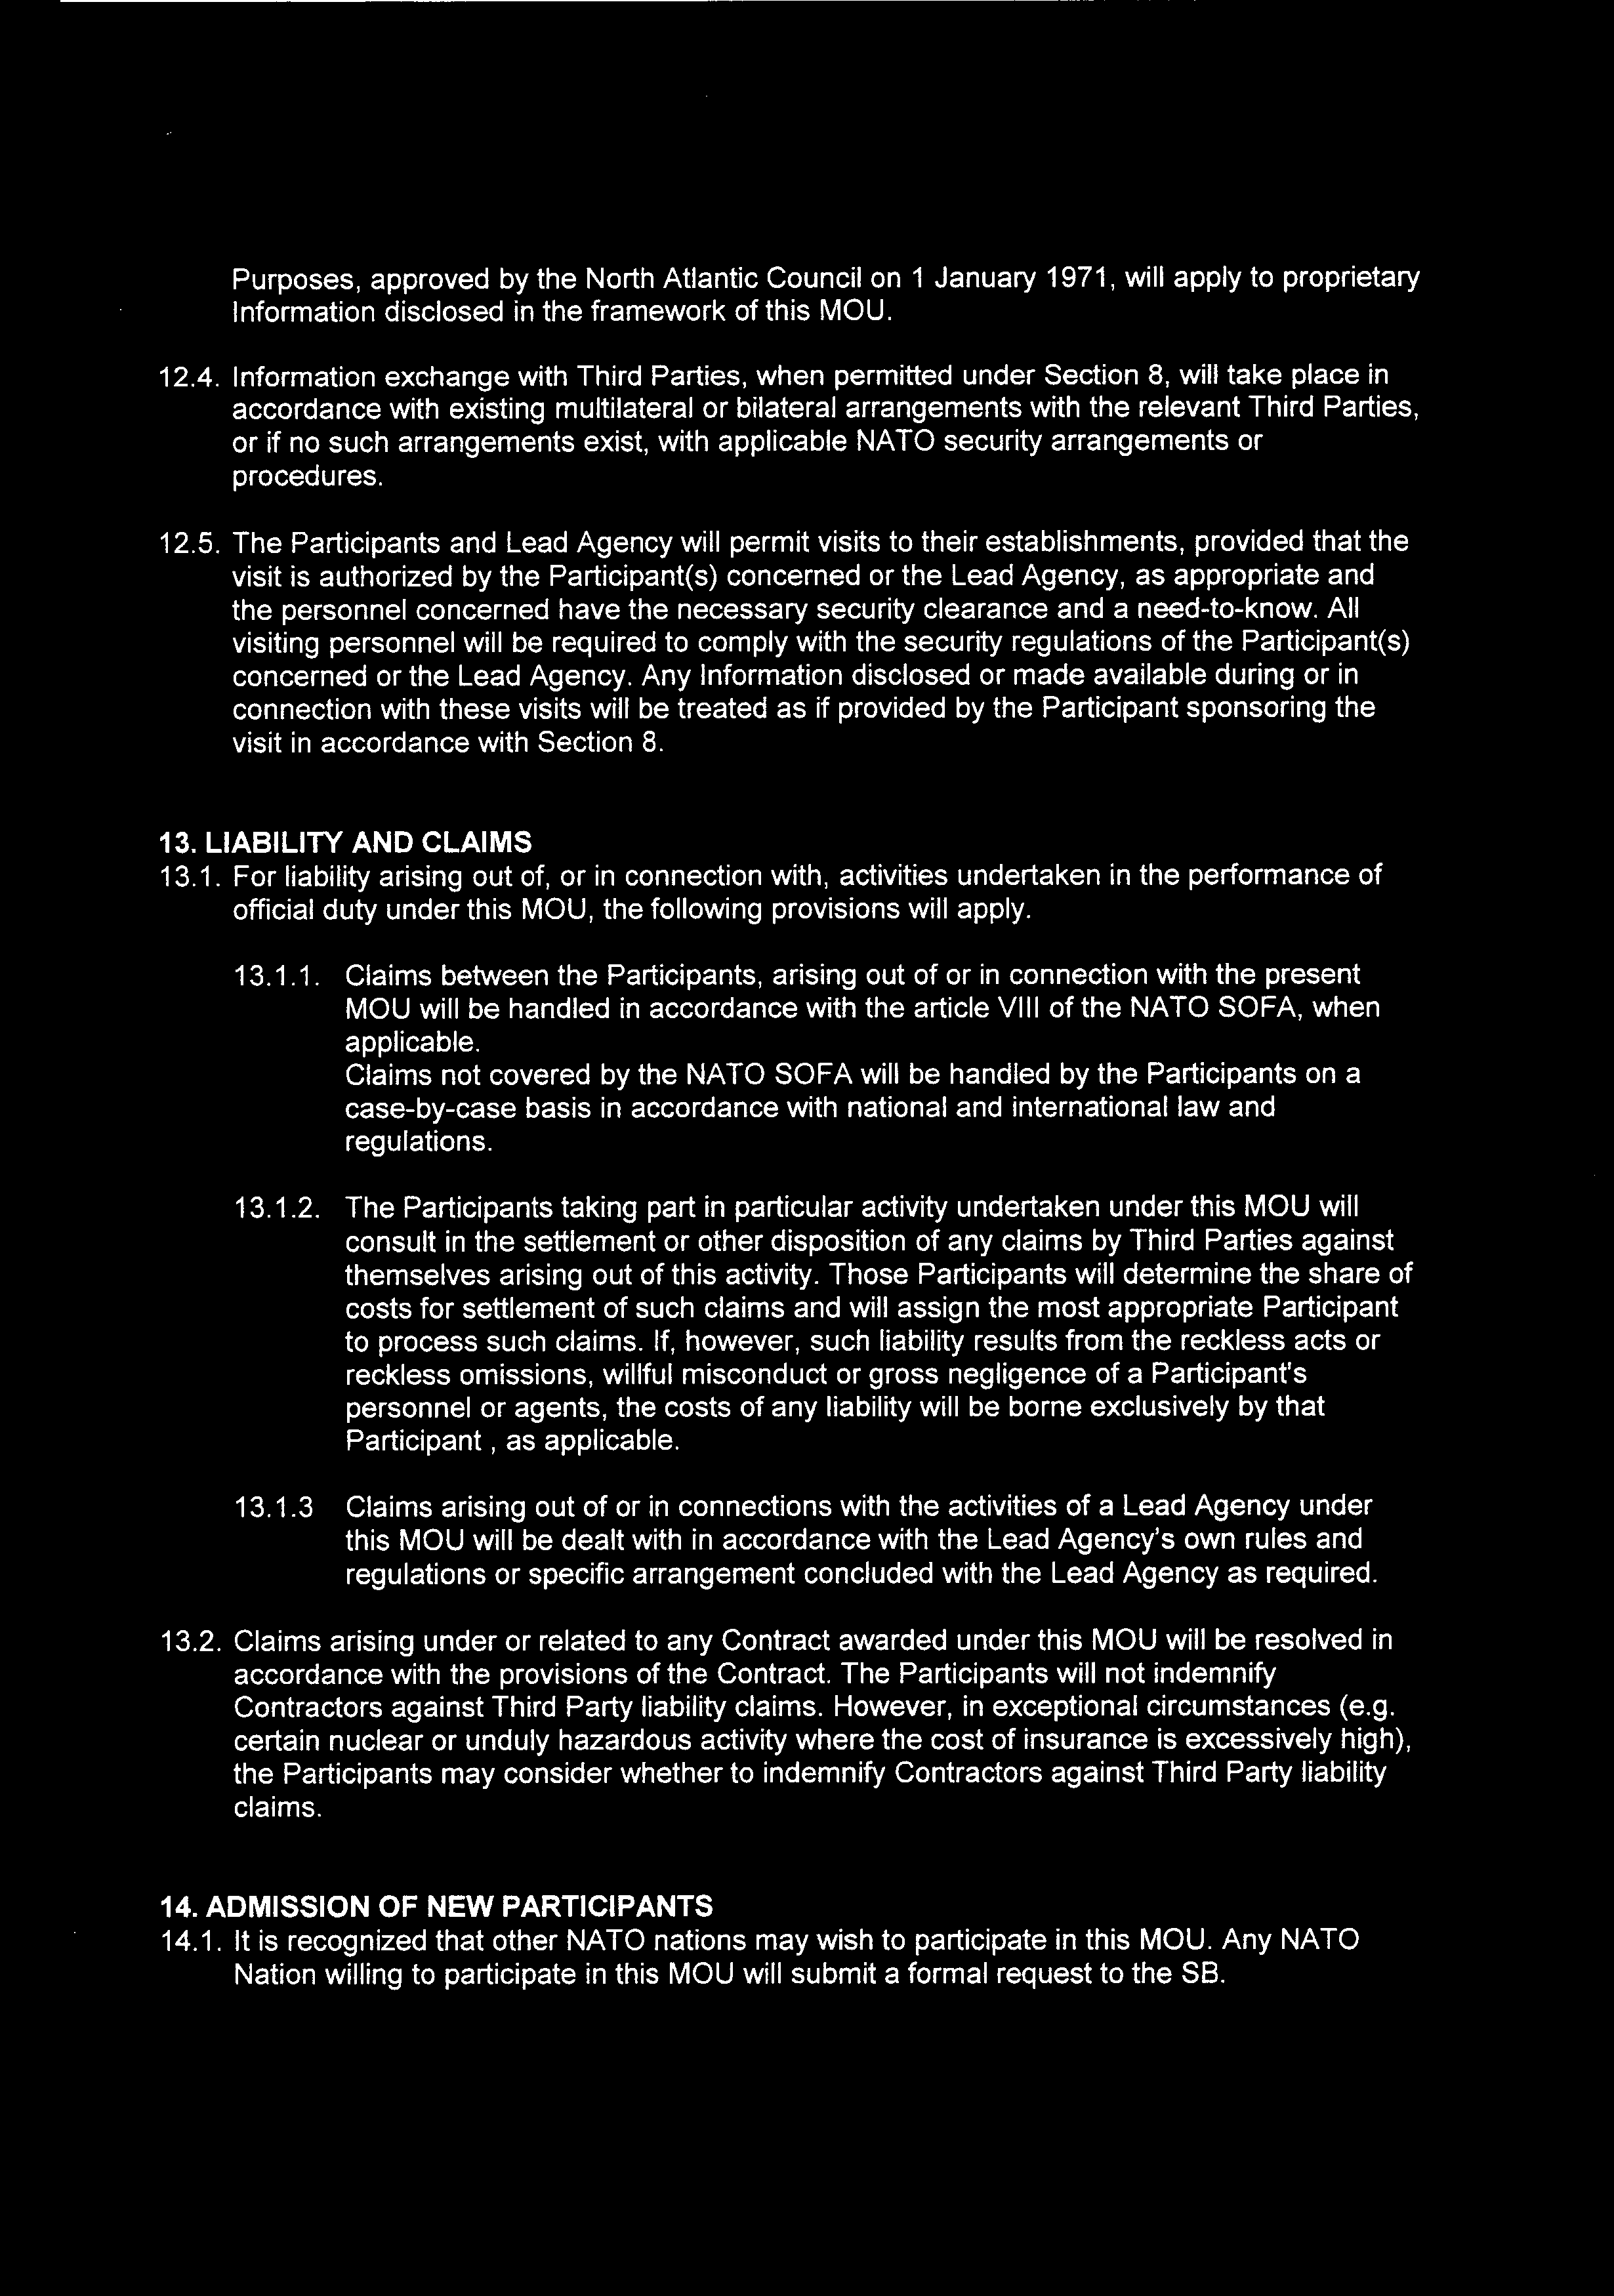 Purposes, approved by the North Atlantic Council on 1 January 1971, will apply to proprietary
Information disclosed in the framework of this MOU.
12.4. Information exchange with Third Parties, when permitted under Section 8, will take place in
accordance with existing multilateral or bilateral arrangements with the relevant Third Parties,
or if no such arrangements exist, with applicable NATO security arrangements or
procedures.
12.5. The Participants and Lead Agency will permit visits to their establishments, provided that the
visit is authorized by the Participant(s) concerned or the Lead Agency, as appropriate and
the personnel concerned have the necessary security clearance and a need-to-know. All
visiting personnel will be required to comply with the security regulations of the Participant(s)
concerned or the Lead Agency. Any Information disclosed or made available during or in
connection with these visits will be treated as if provided by the Participant sponsoring the
visit in accordance with Section 8.
13. LIABILITY AND CLAIMS
13.1. For liability arising out of, or in connection with, activities undertaken in the performance of
official duty under this MOU, the following provisions will apply.
13.1.1. Claims between the Participants, arising out of or in connection with the present
MOU will be handled in accordance with the article VIII of the NATO SOFA, when
applicable.
Claims not covered by the NATO SOFA will be handled by the Participants on a
case-by-case basis in accordance with national and international law and
regulations.
13.1.2. The Participants taking part in particular activity undertaken under this MOU will
consult in the settlement or other disposition of any claims by Third Parties against
themselves arising out of this activity. Those Participants will determine the share of
costs for settlement of such claims and will assign the most appropriate Participant
to process such claims. If, however, such liability results from the reckless acts or
reckless omissions, willful misconduct or gross negligence of a Participant's
personnel or agents, the costs of any liability will be borne exclusively by that
Participant , as applicable.
13.1.3 Claims arising out of or in connections with the activities of a Lead Agency under
this MOU will be dealt with in accordance with the Lead Agency's own rules and
regulations or specific arrangement concluded with the Lead Agency as required.
13.2. Claims arising under or related to any Contract awarded under this MOU will be resolved in
accordance with the provisions of the Contract. The Participants will not indemnify
Contractors against Third Party liability claims. However, in exceptional circumstances (e.g.
certain nuclear or unduly hazardous activity where the cost of insurance is excessively high),
the Participants may consider whether to indemnify Contractors against Third Party liability
claims.
14. ADMISSION OF NEW PARTICIPANTS
14.1. It is recognized that other NATO nations may wish to participate in this MOU. Any NATO
Nation willing to participate in this MOU will submit a formal request to the SB.